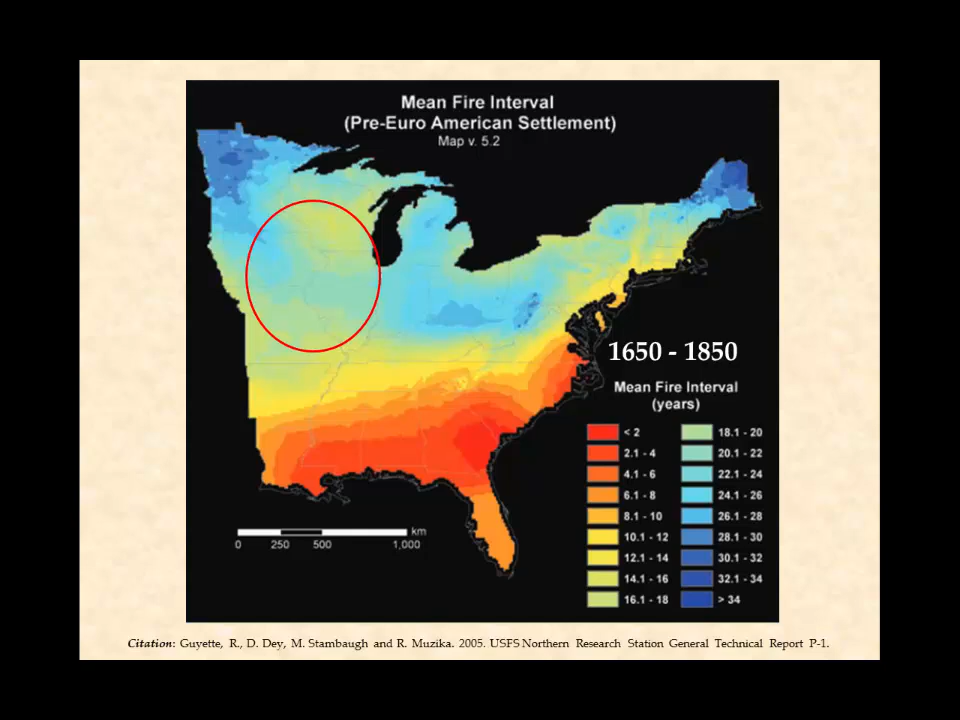 Mean Fire Interval
(Pre-Euro American Settlement)
Map v. 5.2
1650 - 1850
Mean Fire Interval
(years)
< 2
2.1 - 4
4.1 - 6
6.1 - 8
8.1 - 10
10.1 - 12
12.1 - 14
14.1 - 16
16.1 - 18
18.1 - 20
20.1 - 22
22.1 - 24
24.1 - 26
26.1 - 28
28.1 - 30
30.1 - 32
32.1 - 34
> 34
km
0 250 500 1,000
Citation: Guyette, R., D. Dey, M. Stambaugh and R. Muzika. 2005. USFS Northern Research Station General Technical Report P-1.